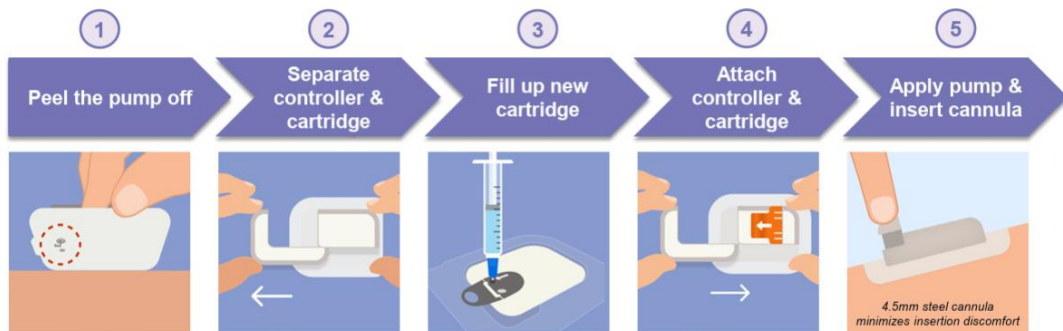 1
Peel the pump off
2
Separate
controller &
cartridge
3
Fill up new
cartridge
4
Attach
controller &
cartridge
5
Apply pump &
insert cannula
4.5mm steel cannula
minimizes insertion discomfort